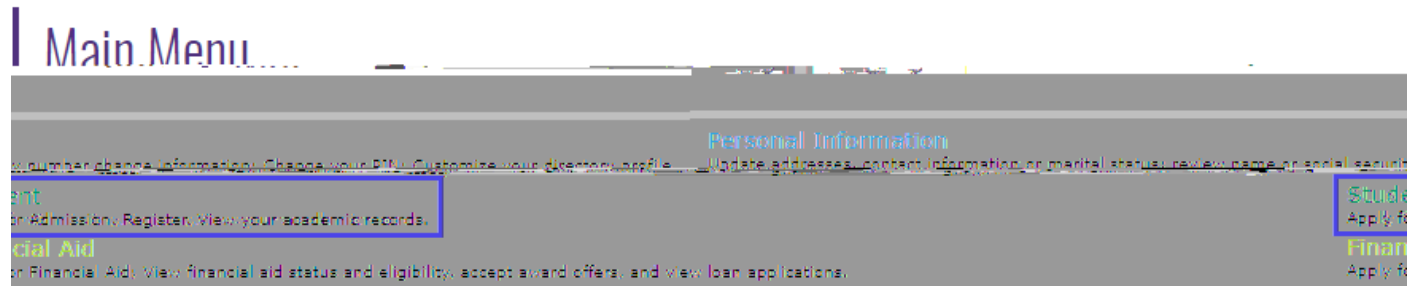 Main Menu
Personal Information
Update addresses, contact information or marital status; review name or social security number change information; Change your PIN; Customize your directory profile.
Student
Apply for Admission, Register, View your academic records.
Financial Aid
Apply for Financial Aid; View financial aid status and eligibility, accept award offers, and view loan applications.